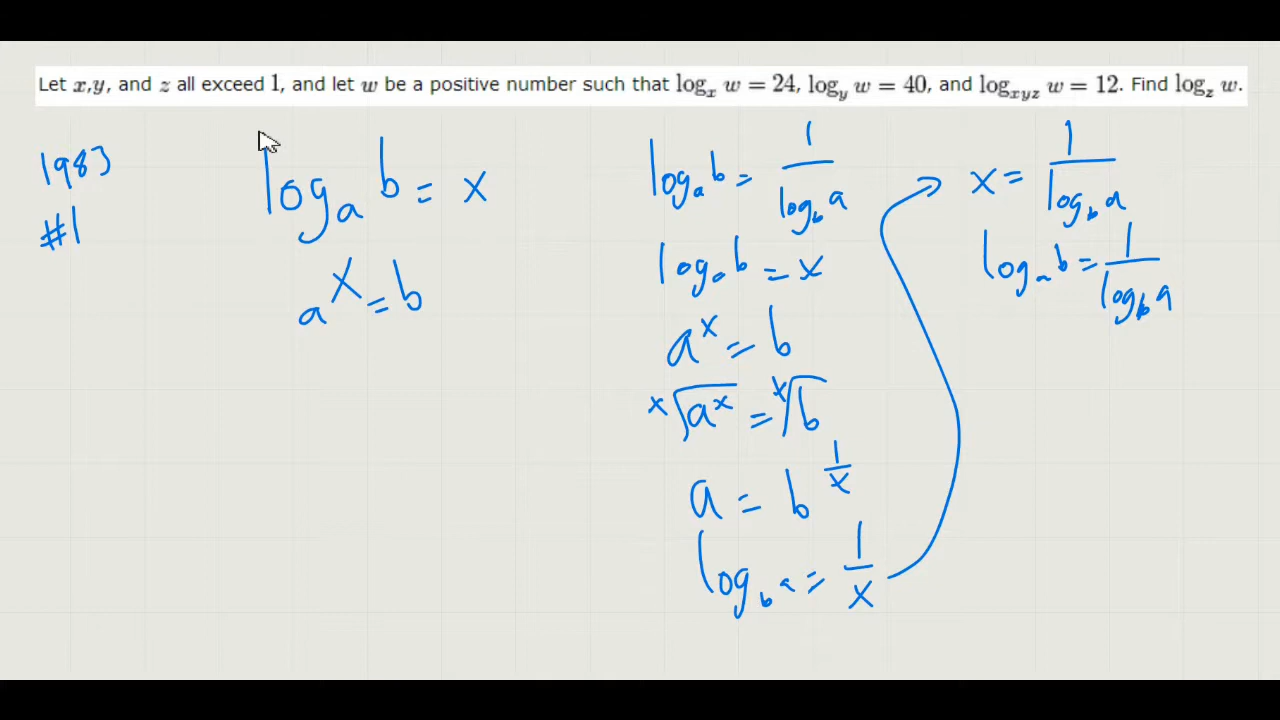 Let x,y, and z all exceed 1, and let w be a positive number such that log_x w = 24, log_y w = 40, and log_xyz w = 12. Find log_z w.
1983
#1
log_a b = x
a^x = b
log_a b = 1/(log_b a)
log_a b = x
a^x = b
ˣ√(a^x) = ˣ√b
a = b^(1/x)
log_b a = 1/x
x = 1/(log_b a)
log_a b = 1/(log_b a)